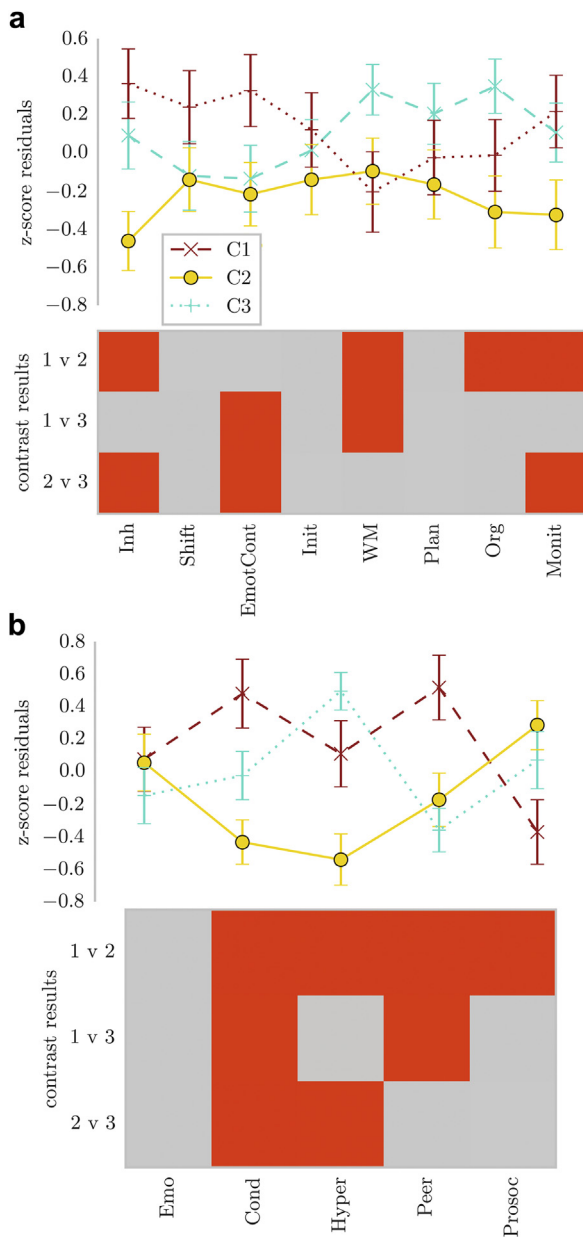 a
z-score residuals
0.6
0.4
0.2
0.0
−0.2
−0.4
−0.6
−0.8
C1
C2
C3
contrast results
1 v 2
1 v 3
2 v 3
Inh
Shift
EmotCont
Init
WM
Plan
Org
Monit
b
z-score residuals
0.8
0.6
0.4
0.2
0.0
−0.2
−0.4
−0.6
−0.8
contrast results
1 v 2
1 v 3
2 v 3
Emo
Cond
Hyper
Peer
Prosoc